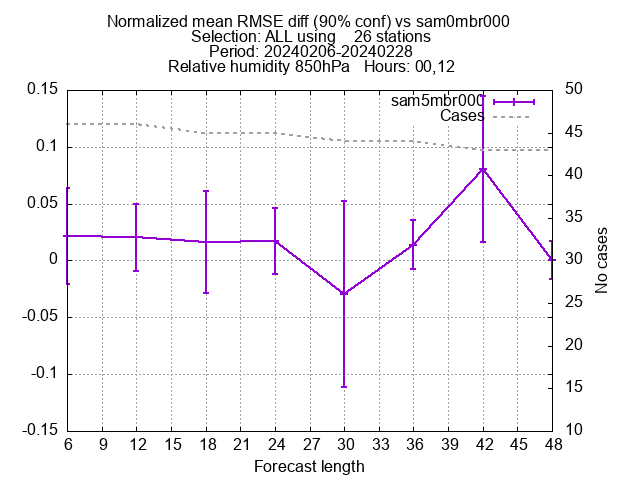 Normalized mean RMSE diff (90% conf) vs sam0mbr000
Selection: ALL using    26 stations
Period: 20240206-20240228
Relative humidity 850hPa   Hours: 00,12
sam5mbr000
Cases
0.15
0.1
0.05
0
-0.05
-0.1
-0.15
50
45
40
35
30
25
20
15
10
No cases
6 9 12 15 18 21 24 27 30 33 36 39 42 45 48
Forecast length